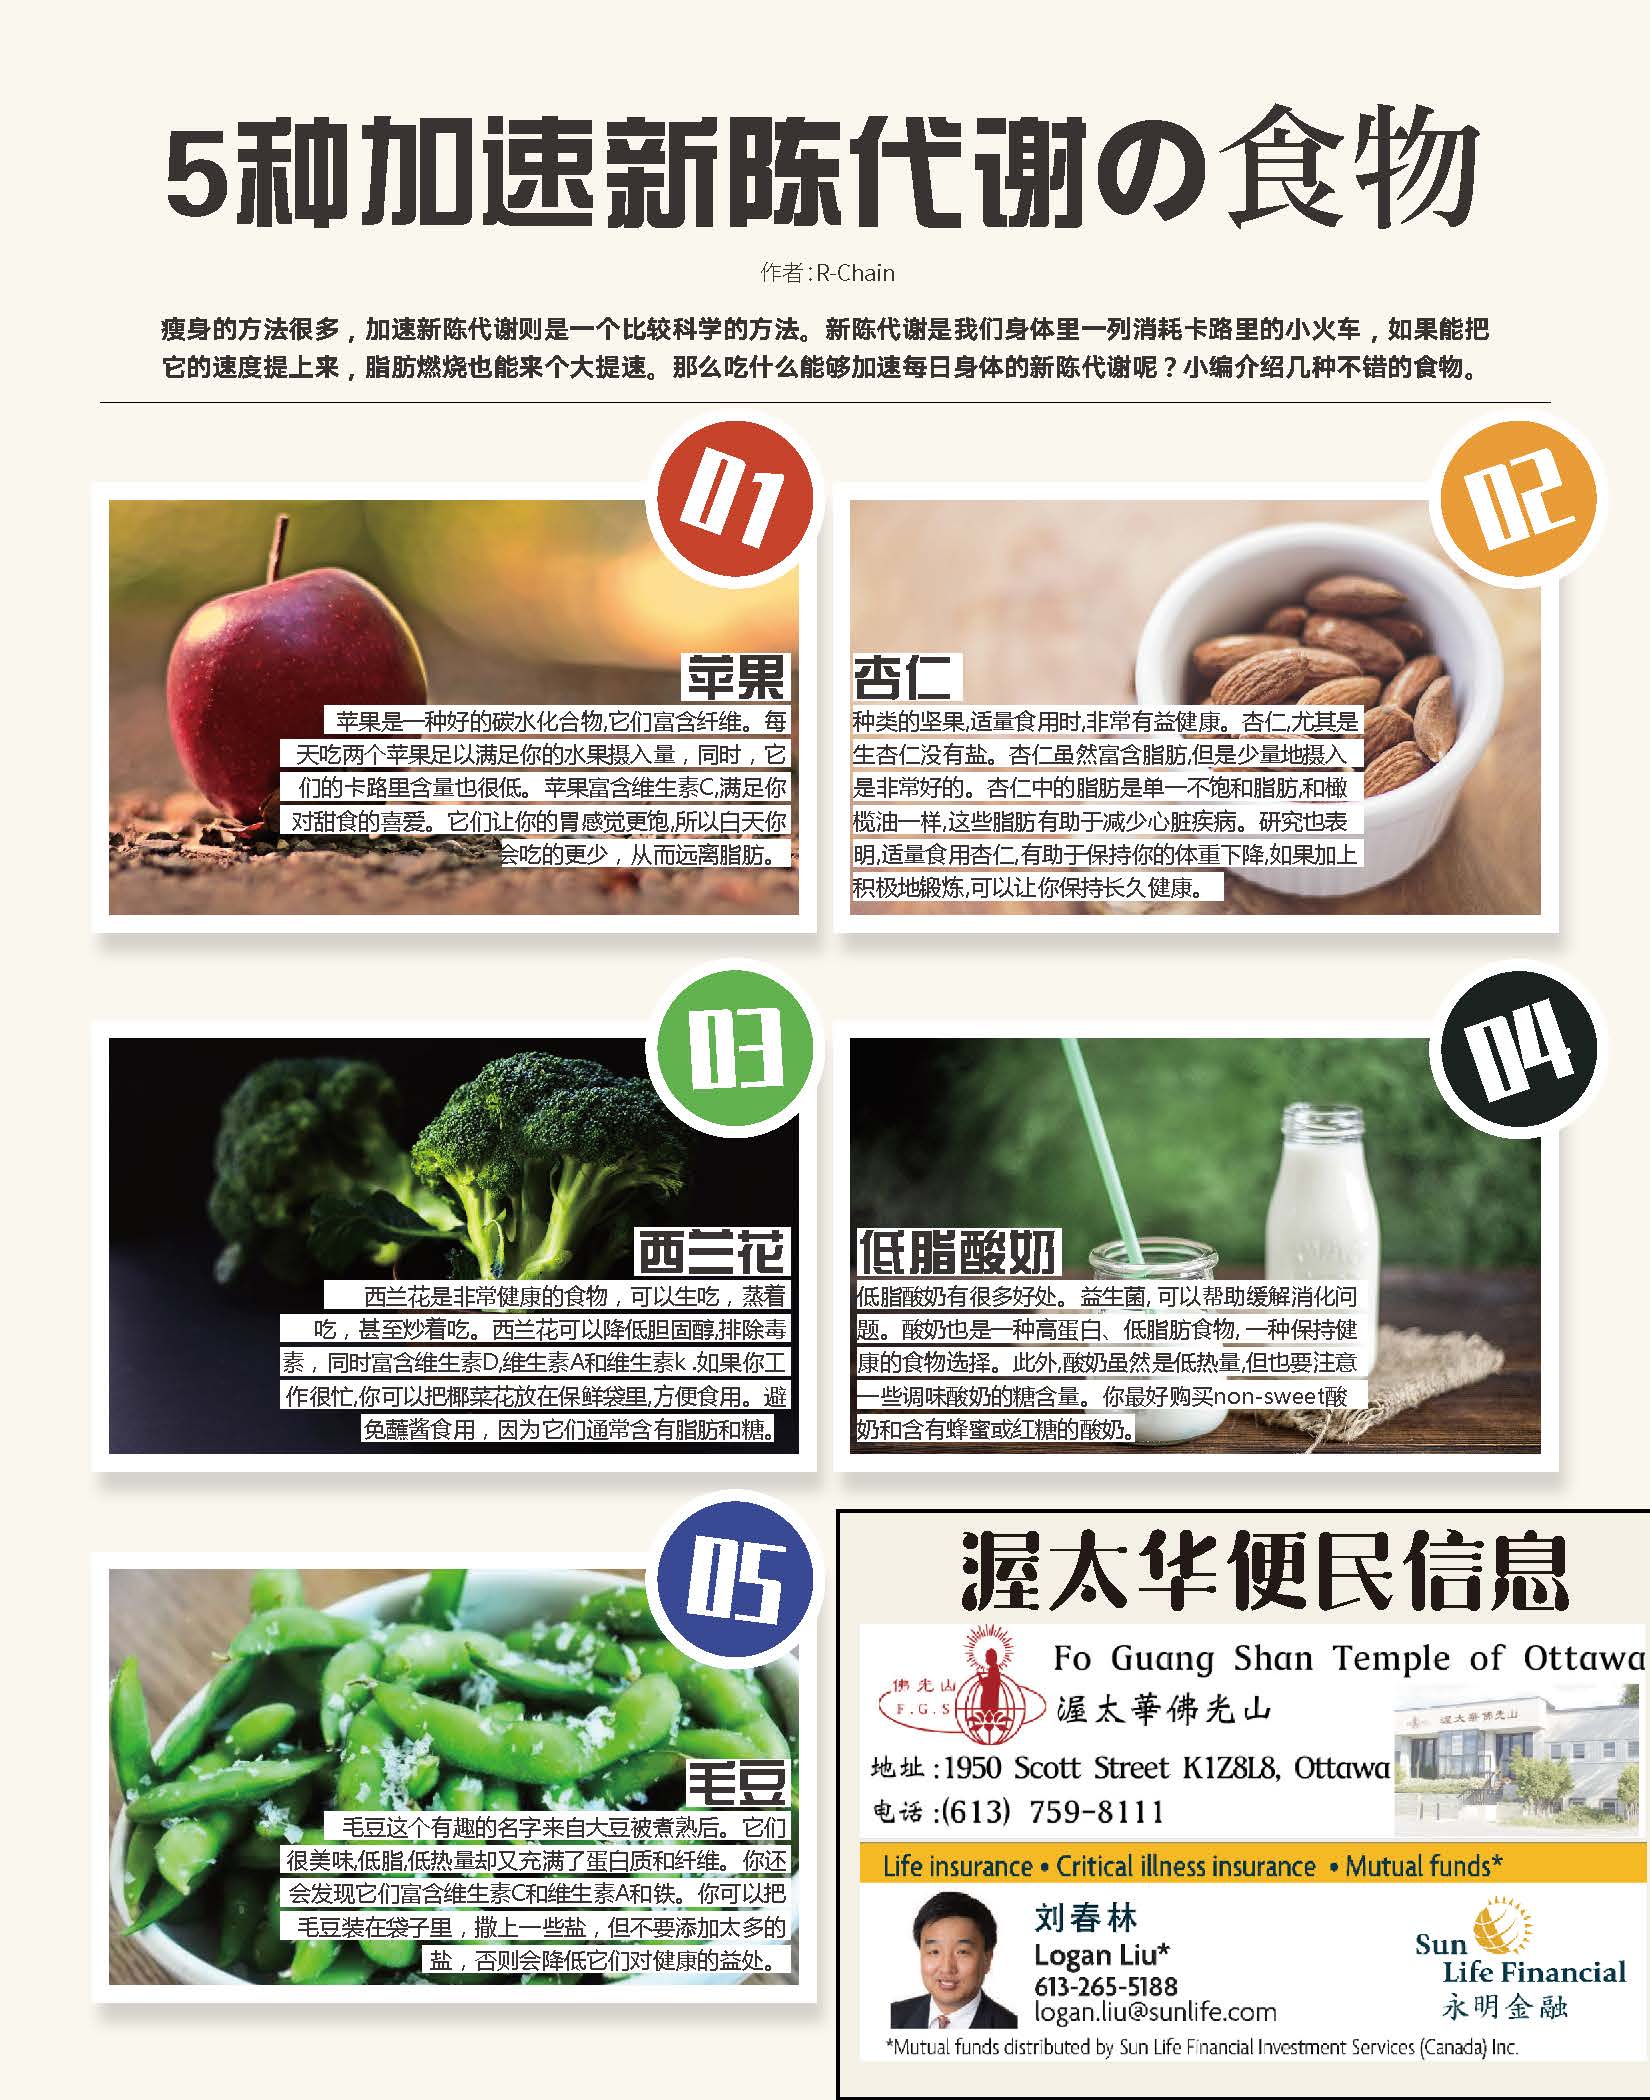 5种加速新陈代谢の食物
作者：R-Chain
瘦身的方法很多，加速新陈代谢则是一个比较科学的方法。新陈代谢是我们身体里一列消耗卡路里的小火车，如果能把
它的速度提上来，脂肪燃烧也能来个大提速。那么吃什么能够加速每日身体的新陈代谢呢？小编介绍几种不错的食物。
01
苹果
苹果是一种好的碳水化合物,它们富含纤维。每
天吃两个苹果足以满足你的水果摄入量，同时，它
们的卡路里含量也很低。苹果富含维生素C,满足你
对甜食的喜爱。它们让你的胃感觉更饱,所以白天你
会吃的更少，从而远离脂肪。
02
杏仁
种类的坚果,适量食用时,非常有益健康。杏仁,尤其是
生杏仁没有盐。杏仁虽然富含脂肪,但是少量地摄入
是非常好的。杏仁中的脂肪是单一不饱和脂肪,和橄
榄油一样,这些脂肪有助于减少心脏疾病。研究也表
明,适量食用杏仁,有助于保持你的体重下降,如果加上
积极地锻炼,可以让你保持长久健康。
03
西兰花
西兰花是非常健康的食物，可以生吃，蒸着
吃，甚至炒着吃。西兰花可以降低胆固醇,排除毒
素，同时富含维生素D,维生素A和维生素k .如果你工
作很忙,你可以把椰菜花放在保鲜袋里,方便食用。避
免蘸酱食用，因为它们通常含有脂肪和糖。
04
低脂酸奶
低脂酸奶有很多好处。益生菌, 可以帮助缓解消化问
题。酸奶也是一种高蛋白、低脂肪食物, 一种保持健
康的食物选择。此外,酸奶虽然是低热量,但也要注意
一些调味酸奶的糖含量。你最好购买non-sweet酸
奶和含有蜂蜜或红糖的酸奶。
05
毛豆
毛豆这个有趣的名字来自大豆被煮熟后。它们
很美味,低脂,低热量却又充满了蛋白质和纤维。你还
会发现它们富含维生素C和维生素A和铁。你可以把
毛豆装在袋子里，撒上一些盐，但不要添加太多的
盐，否则会降低它们对健康的益处。
渥太华便民信息
佛光山
F.G.S
Fo Guang Shan Temple of Ottawa
渥太華佛光山
渥太華佛光山
地址:1950 Scott Street K1Z8L8, Ottawa
电话:(613) 759-8111
Life insurance • Critical illness insurance • Mutual funds*
刘春林
Logan Liu*
613-265-5188
logan.liu@sunlife.com
Sun
Life Financial
永明金融
*Mutual funds distributed by Sun Life Financial Investment Services (Canada) Inc.